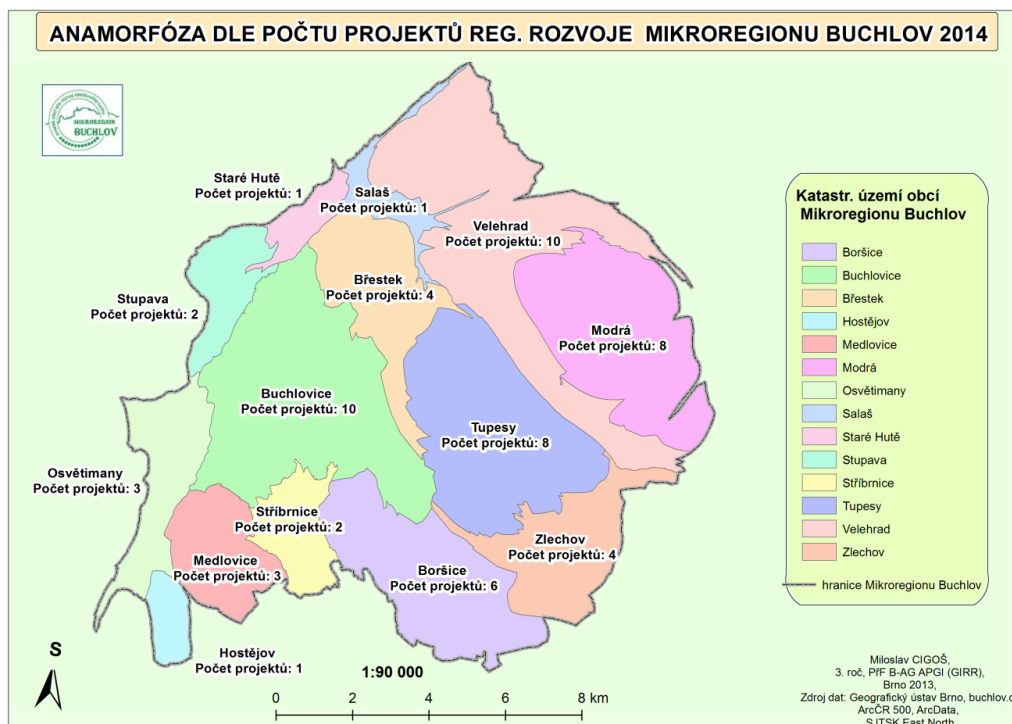 ANAMORFÓZA DLE POČTU PROJEKTŮ REG. ROZVOJE MIKROREGIONU BUCHLOV 2014
MIKROREGION
BUCHLOV
Staré Hutě
Počet projektů: 1
Salaš
Počet projektů: 1
Velehrad
Počet projektů: 10
Břestek
Počet projektů: 4
Stupava
Počet projektů: 2
Modrá
Počet projektů: 8
Buchlovice
Počet projektů: 10
Tupesy
Počet projektů: 8
Osvětimany
Počet projektů: 3
Stříbrnice
Počet projektů: 2
Zlechov
Počet projektů: 4
Medlovice
Počet projektů: 3
Boršice
Počet projektů: 6
Hostějov
Počet projektů: 1
Katastr. území obcí
Mikroregionu Buchlov
Boršice
Buchlovice
Břestek
Hostějov
Medlovice
Modrá
Osvětimany
Salaš
Staré Hutě
Stupava
Stříbrnice
Tupesy
Velehrad
Zlechov
hranice Mikroregionu Buchlov
S
1:90 000
0 2 4 6 8 km
Miloslav CIGOŠ,
3. roč, PřF B-AG APGI (GIRR),
Brno 2013,
Zdroj dat: Geografický ústav Brno, buchlov.c
ArcČR 500, ArcData,
S JTSK East North